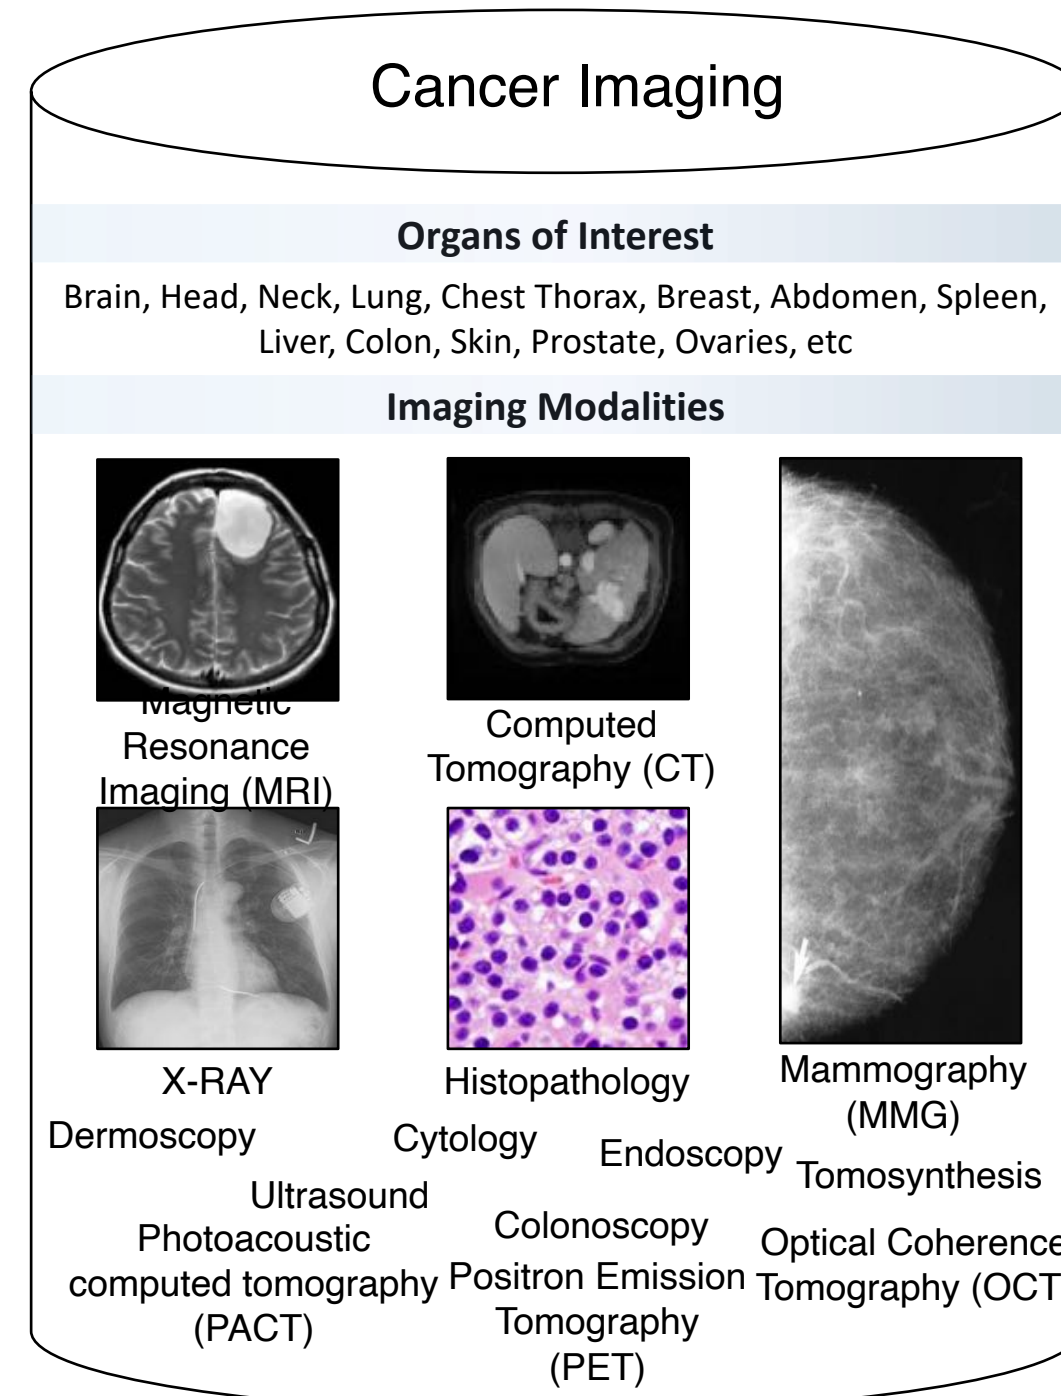 Cancer Imaging
Organs of Interest
Brain, Head, Neck, Lung, Chest Thorax, Breast, Abdomen, Spleen,
Liver, Colon, Skin, Prostate, Ovaries, etc
Imaging Modalities
Magnetic
Resonance
Imaging (MRI)
Computed
Tomography (CT)
L
X-RAY
Histopathology
Mammography
(MMG)
Dermoscopy
Cytology
Endoscopy
Tomosynthesis
Ultrasound
Photoacoustic
computed tomography
(PACT)
Colonoscopy
Positron Emission
Tomography
(PET)
Optical Coherence
Tomography (OCT